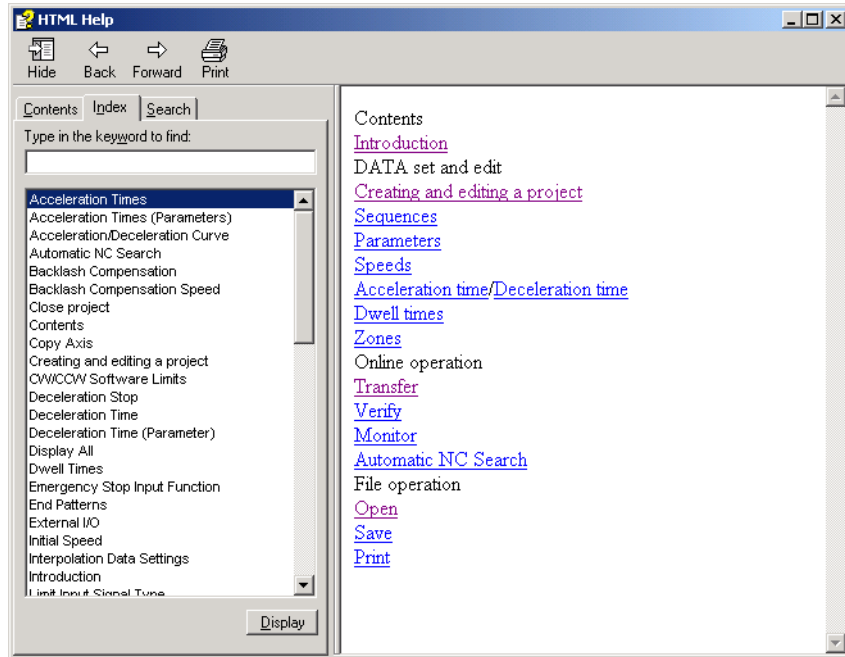 HTML Help
Hide Back Forward Print
Contents Index Search
Type in the keyword to find:
Acceleration Times
Acceleration Times (Parameters)
Acceleration/Deceleration Curve
Automatic NC Search
Backlash Compensation
Backlash Compensation Speed
Close project
Contents
Copy Axis
Creating and editing a project
CW/CCW Software Limits
Deceleration Stop
Deceleration Time
Deceleration Time (Parameter)
Display All
Dwell Times
Emergency Stop Input Function
End Patterns
External I/O
Initial Speed
Interpolation Data Settings
Introduction
Limit Input Signal Type
Display
Contents
Introduction
DATA set and edit
Creating and editing a project
Sequences
Parameters
Speeds
Acceleration time/Deceleration time
Dwell times
Zones
Online operation
Transfer
Verify
Monitor
Automatic NC Search
File operation
Open
Save
Print